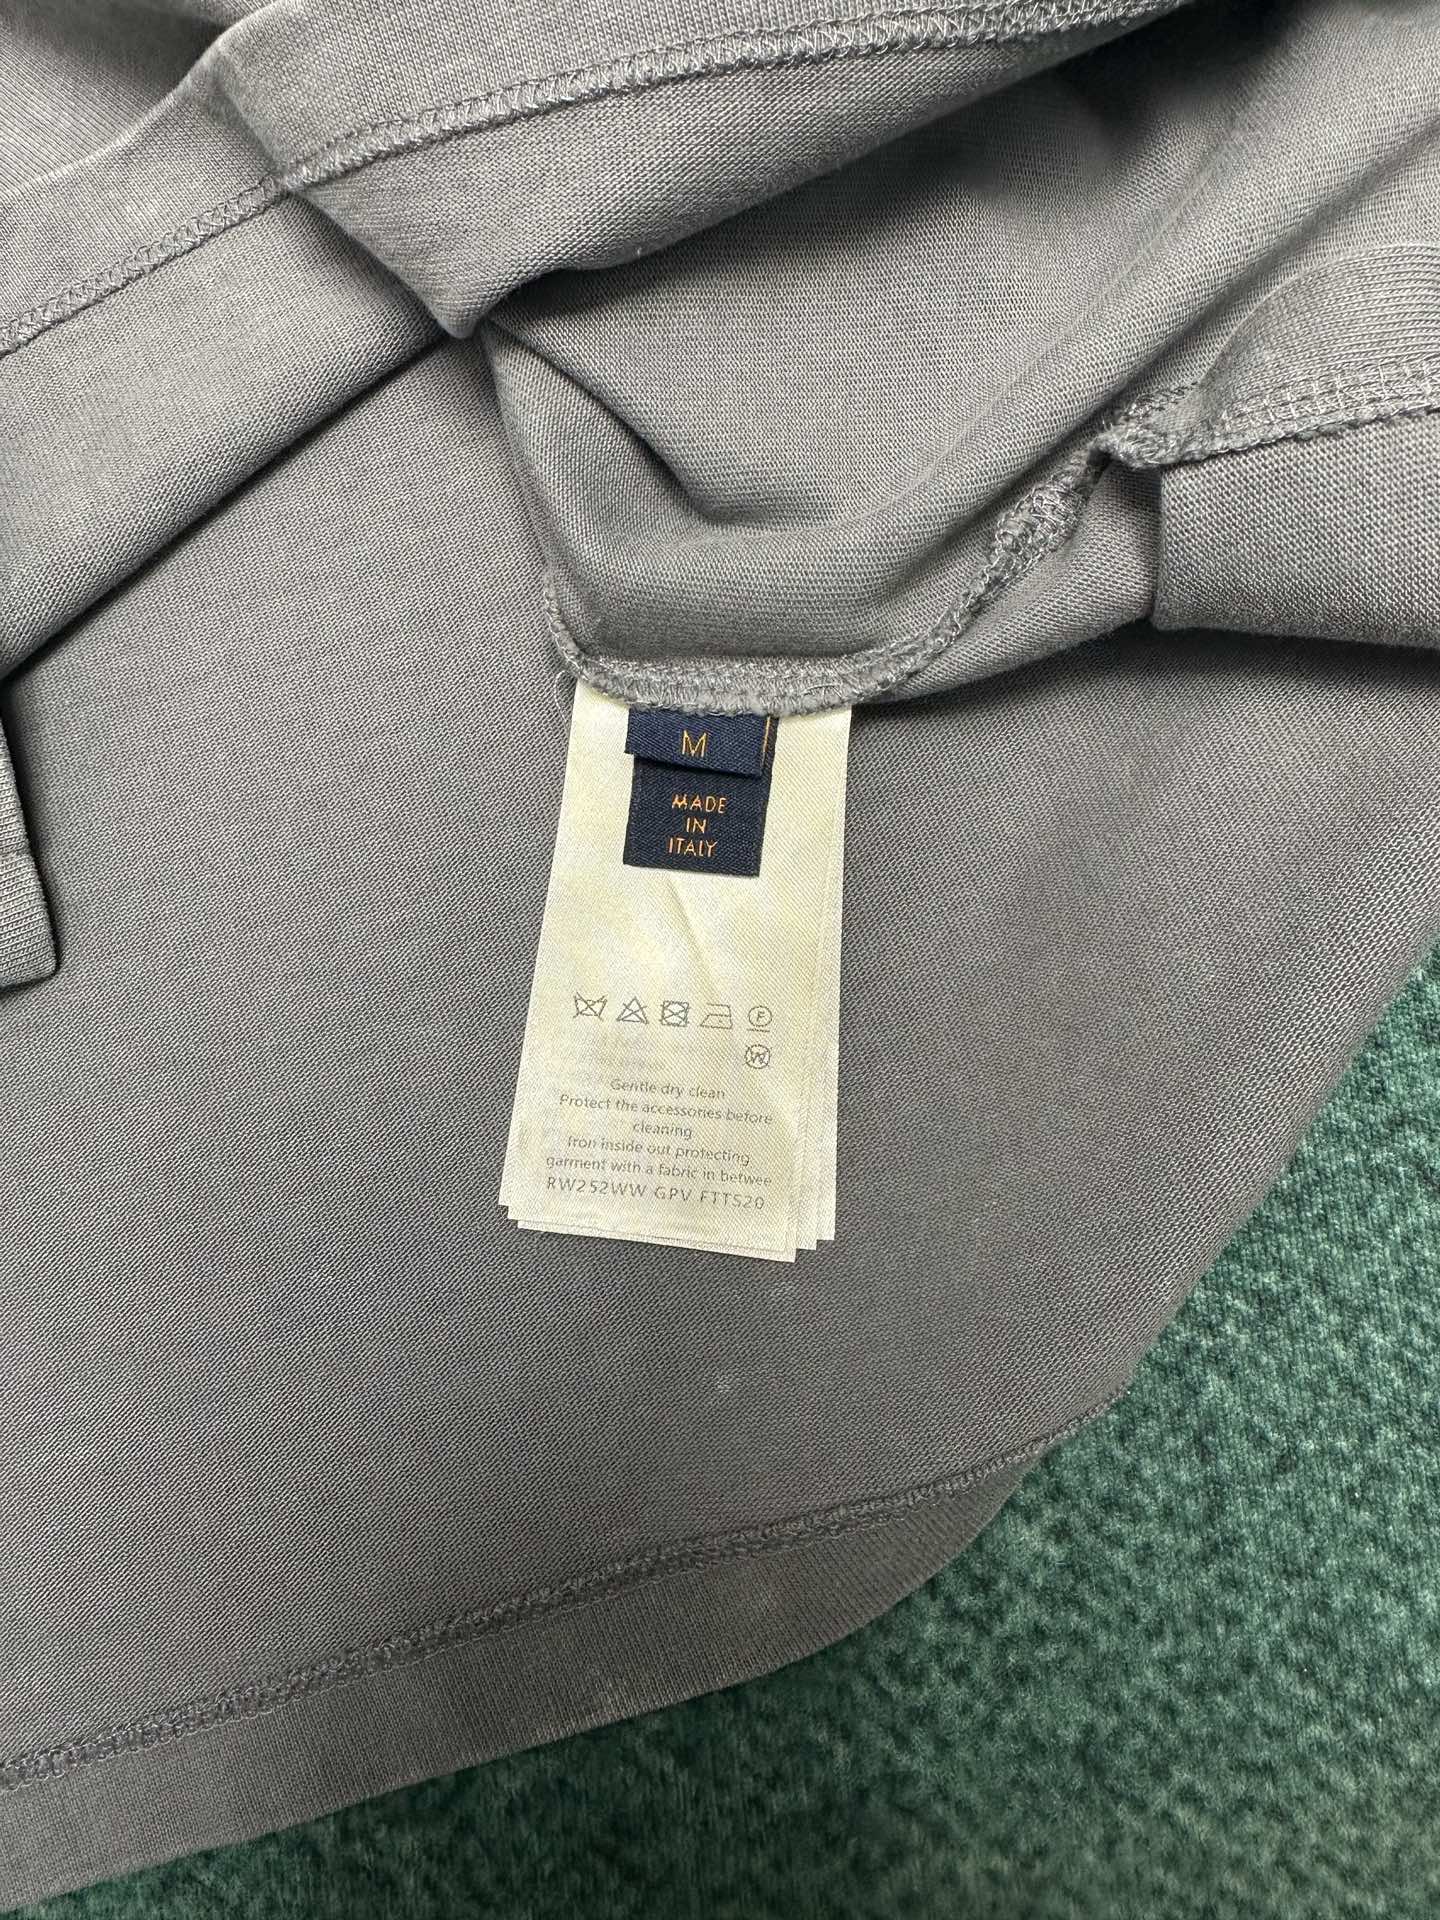 M
MADE
IN
ITALY
F
W
Gentle dry clean
Protect the accessories before
cleaning
Iron inside out protecting
garment with a fabric in betwee
RW252WW GPV FTTS20